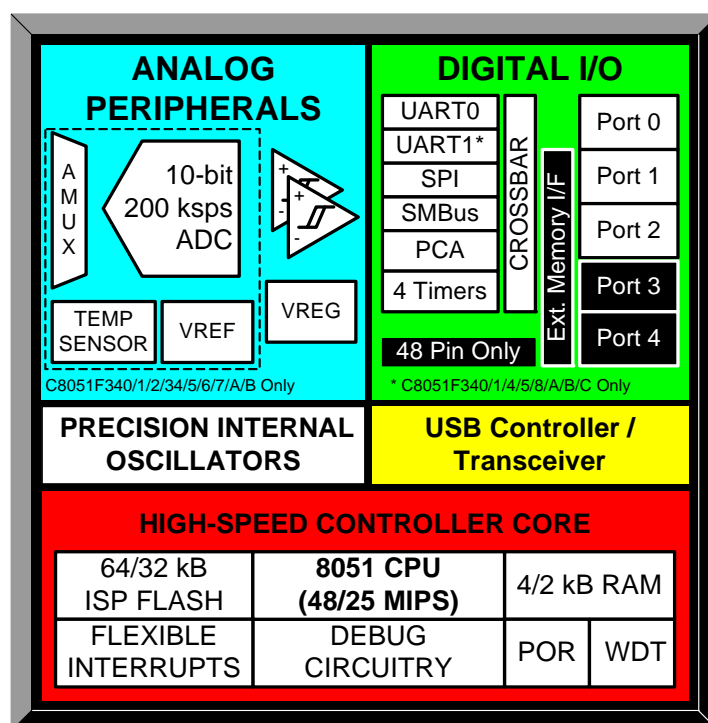 ANALOG
PERIPHERALS
A
M
U
X
10-bit
200 ksps
ADC
+
-
+
-
TEMP
SENSOR
VREF
VREG
C8051F340/1/2/34/5/6/7/A/B Only
DIGITAL I/O
UART0
UART1*
SPI
SMBus
PCA
4 Timers
CROSSBAR
Ext. Memory I/F
Port 0
Port 1
Port 2
Port 3
Port 4
48 Pin Only
* C8051F340/1/4/5/8/A/B/C Only
PRECISION INTERNAL
OSCILLATORS
USB Controller /
Transceiver
HIGH-SPEED CONTROLLER CORE
64/32 kB
ISP FLASH
8051 CPU
(48/25 MIPS)
4/2 kB RAM
FLEXIBLE
INTERRUPTS
DEBUG
CIRCUITRY
POR
WDT